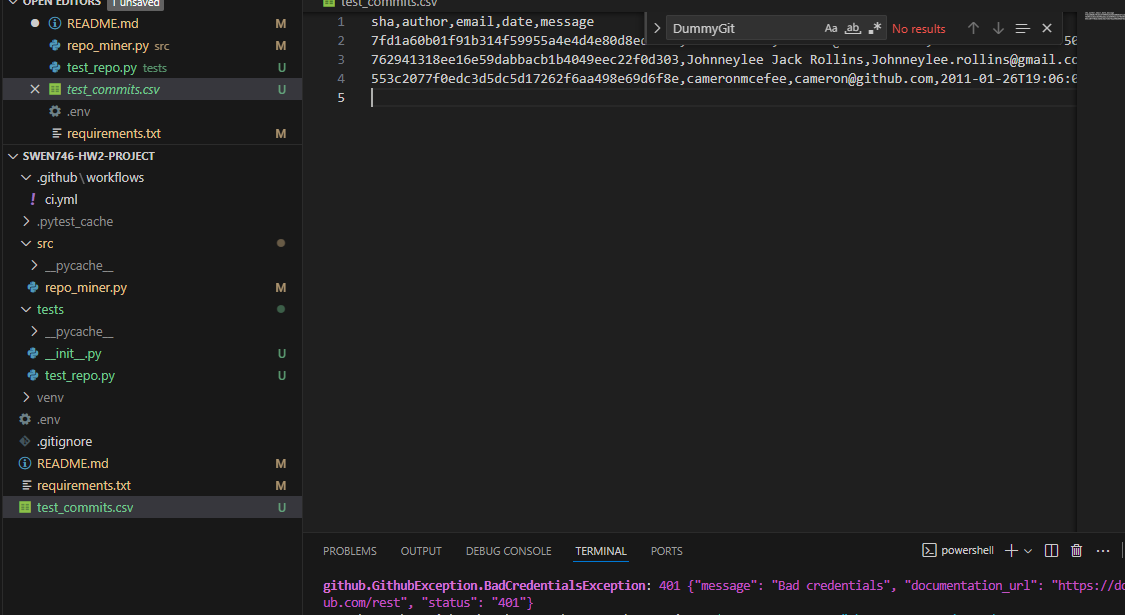 OPEN EDITORS 1 unsaved
README.md M
repo_miner.py src M
test_repo.py tests U
test_commits.csv U
.env
requirements.txt M
SWEN746-HW2-PROJECT
.github\workflows
! ci.yml
.pytest_cache
src
__pycache__
repo_miner.py M
tests
__pycache__
__init__.py U
test_repo.py U
venv
.env
.gitignore
README.md M
requirements.txt M
test_commits.csv U
test_commits.csv
DummyGit Aa ab No results
1 sha,author,email,date,message
2 7fd1a60b01f91b314f59955a4e4d4e80d8ed
3 762941318ee16e59dabbacb1b4049eec22f0d303,Johnneylee Jack Rollins,Johnneylee.rollins@gmail.co
4 553c2077f0edc3d5dc5d17262f6aa498e69d6f8e,cameronmcefee,cameron@github.com,2011-01-26T19:06:0
5
PROBLEMS OUTPUT DEBUG CONSOLE TERMINAL PORTS powershell
github.GithubException.BadCredentialsException: 401 {"message": "Bad credentials", "documentation_url": "https://do
ub.com/rest", "status": "401"}